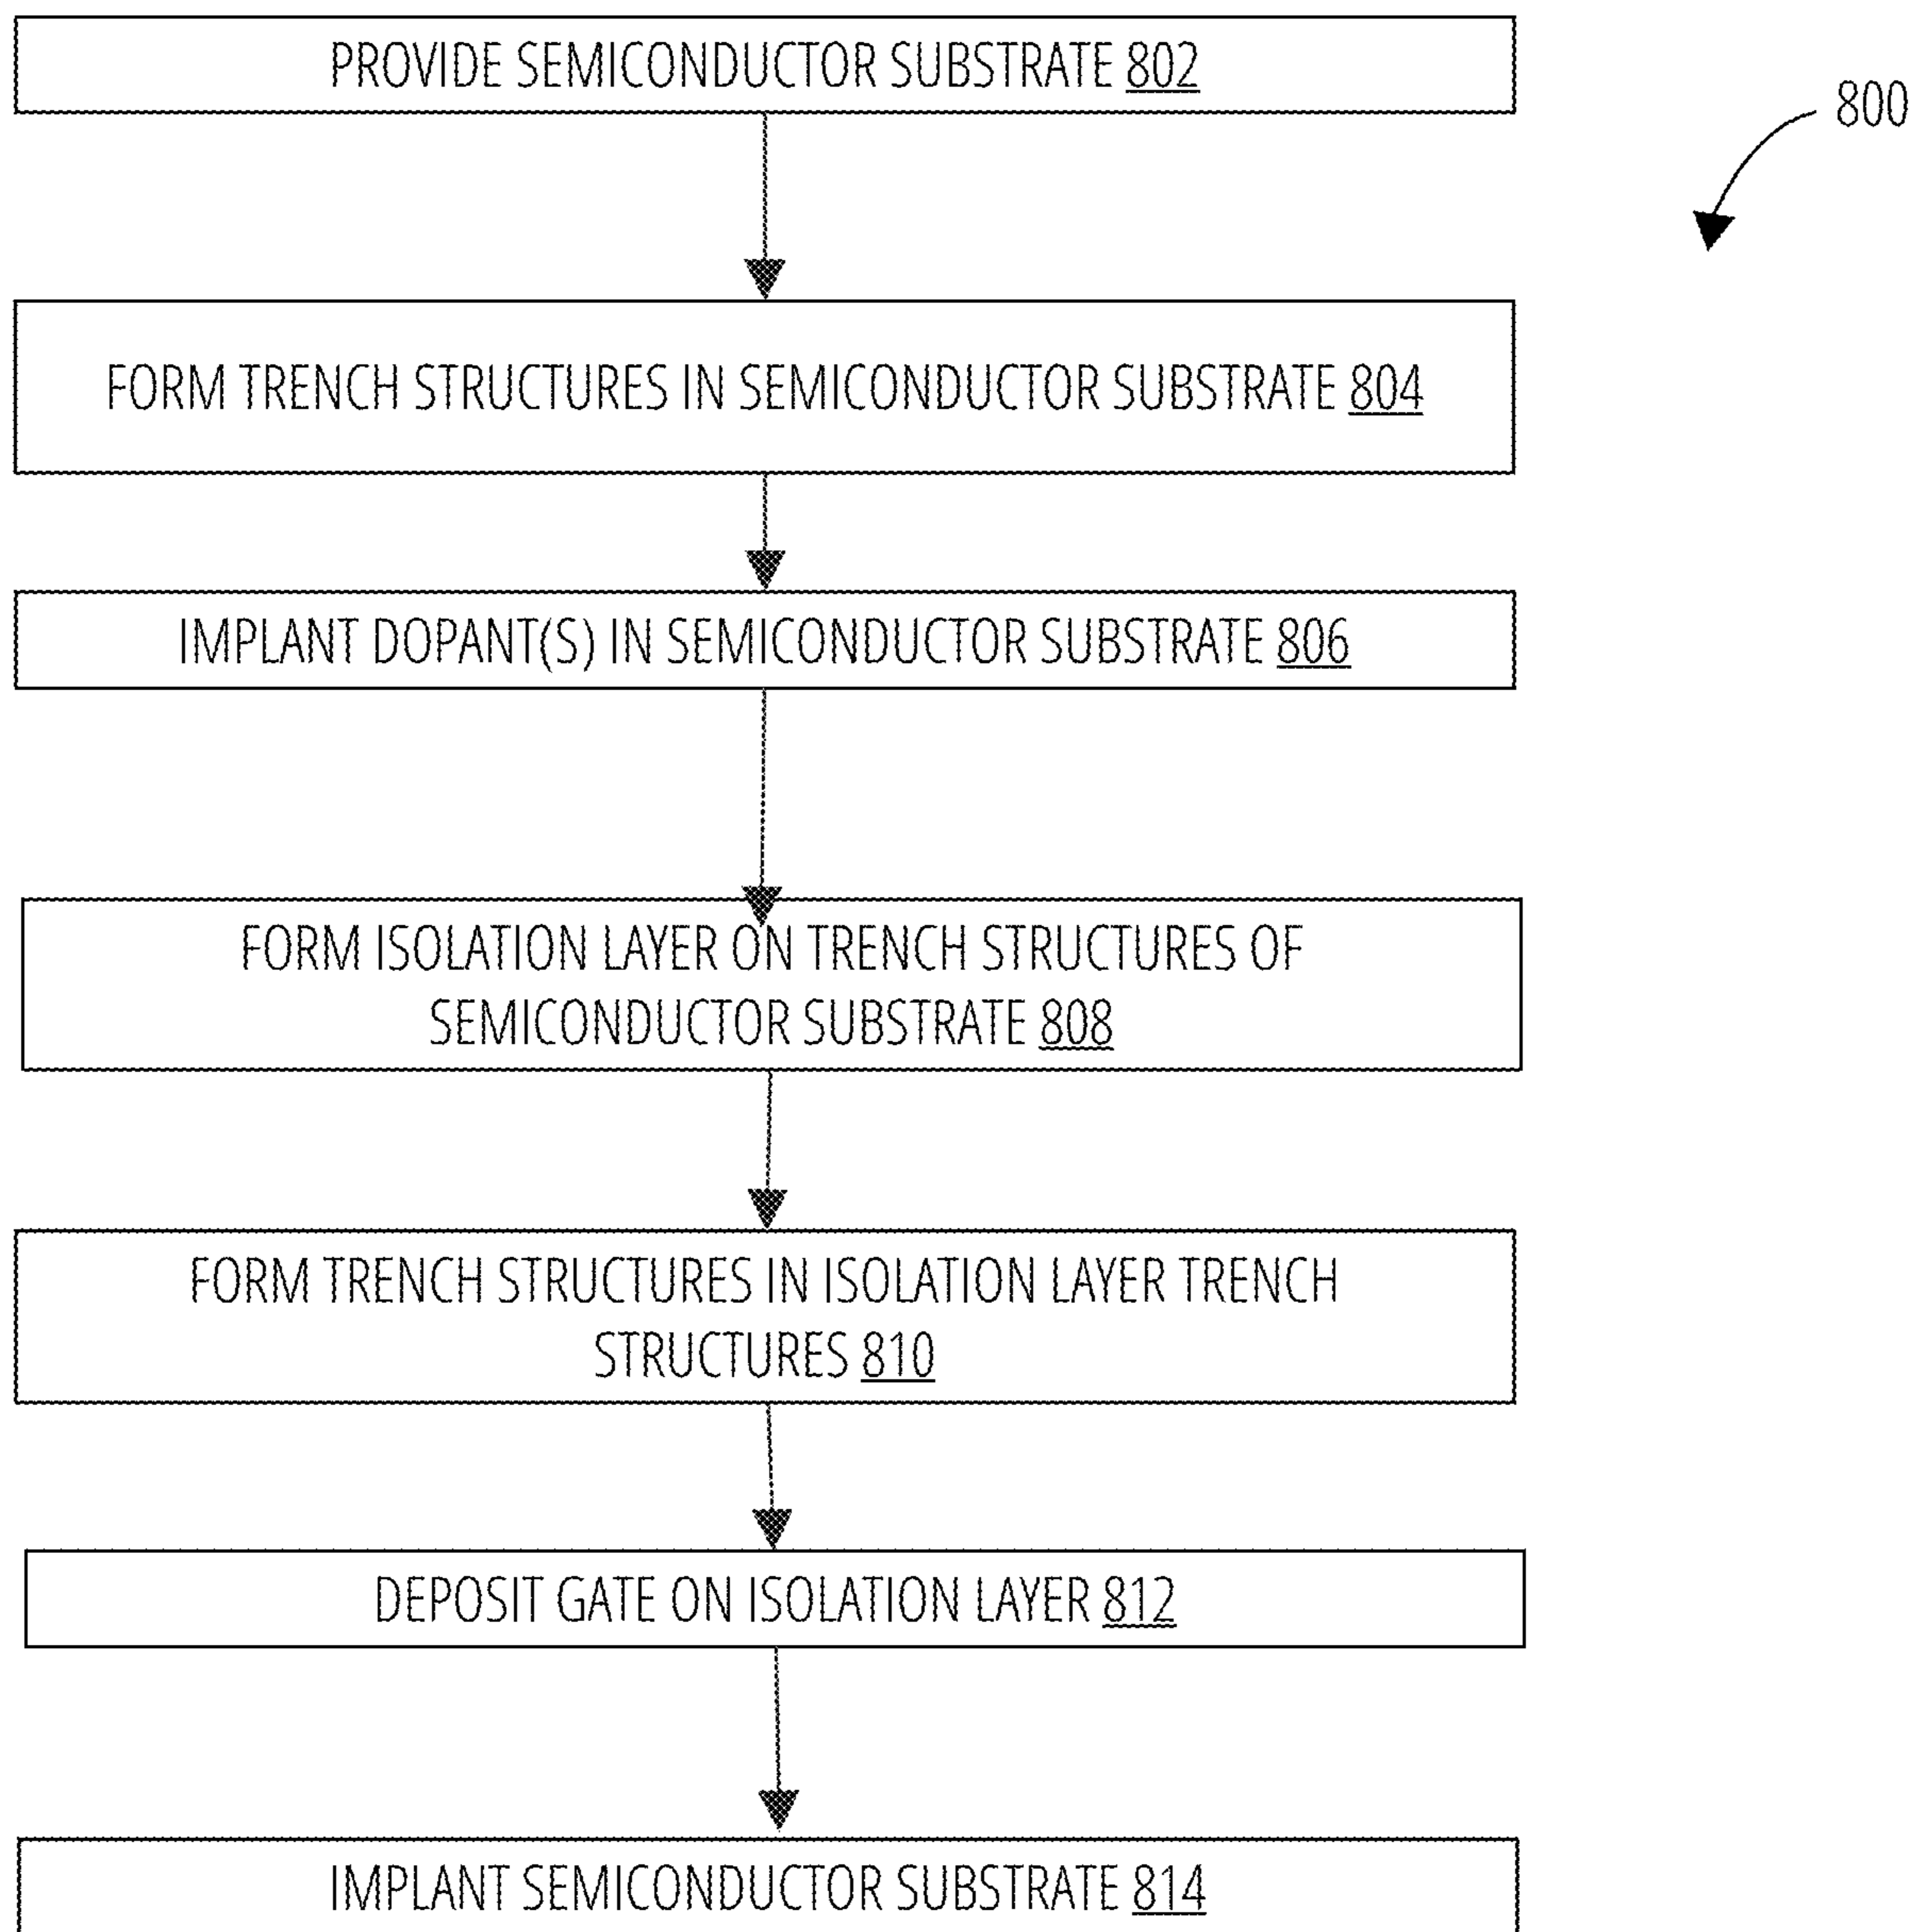 PROVIDE SEMICONDUCTOR SUBSTRATE 802
800
FORM TRENCH STRUCTURES IN SEMICONDUCTOR SUBSTRATE 804
IMPLANT DOPANT(S) IN SEMICONDUCTOR SUBSTRATE 806
FORM ISOLATION LAYER ON TRENCH STRUCTURES OF
SEMICONDUCTOR SUBSTRATE 808
FORM TRENCH STRUCTURES IN ISOLATION LAYER TRENCH
STRUCTURES 810
DEPOSIT GATE ON ISOLATION LAYER 812
IMPLANT SEMICONDUCTOR SUBSTRATE 814